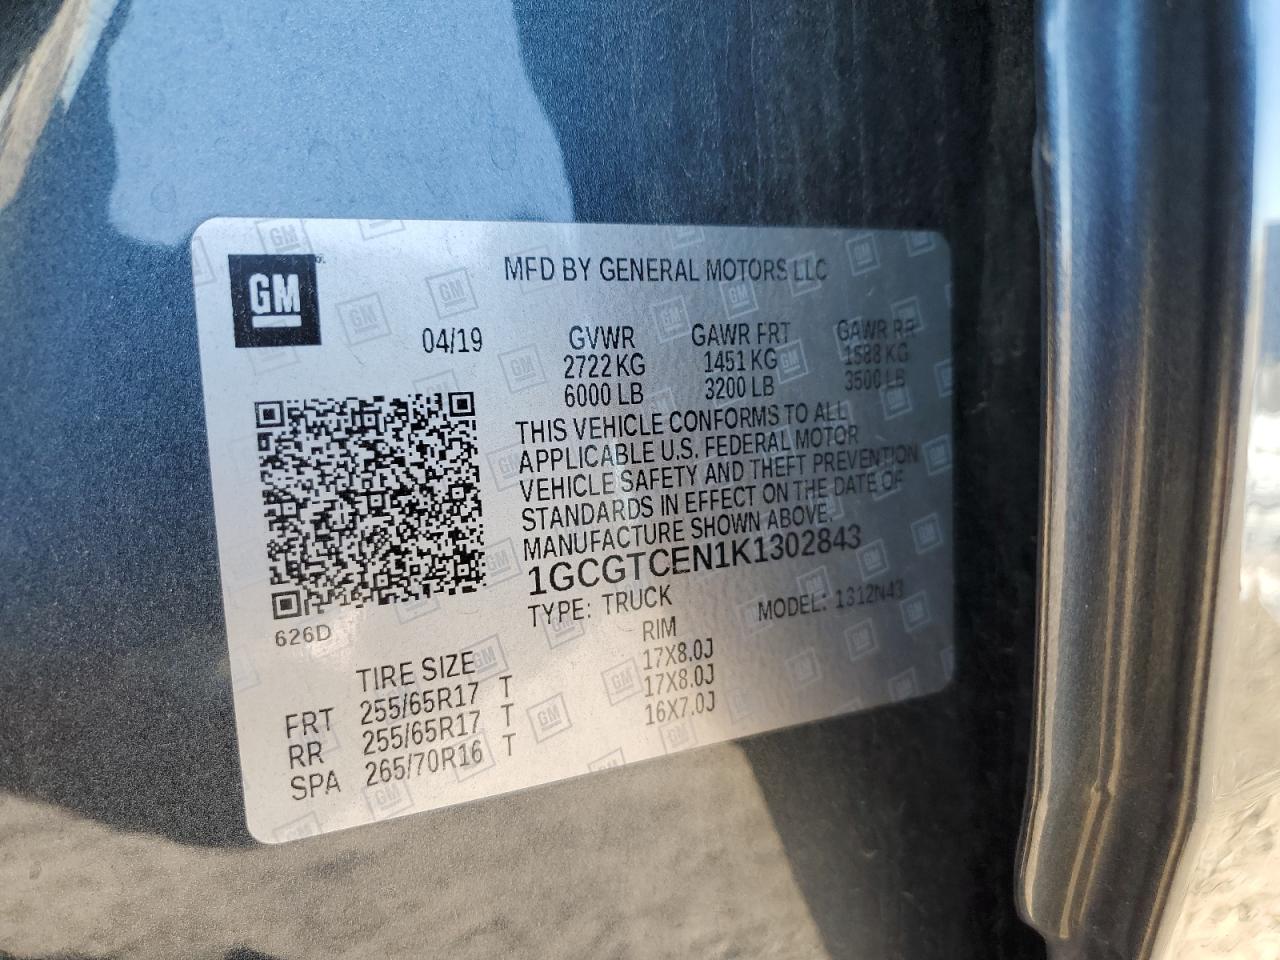 GM
MFD BY GENERAL MOTORS LLC
04/19
GVWR GAWR FRT GAWR RR
2722 KG 1451 KG 1588 KG
6000 LB 3200 LB 3500 LB
THIS VEHICLE CONFORMS TO ALL
APPLICABLE U.S. FEDERAL MOTOR
VEHICLE SAFETY AND THEFT PREVENTION
STANDARDS IN EFFECT ON THE DATE OF
MANUFACTURE SHOWN ABOVE.
1GCGTCEN1K1302843
TYPE: TRUCK MODEL: 1312N43
626D
TIRE SIZE RIM
FRT 255/65R17 T 17X8.0J
RR 255/65R17 T 17X8.0J
SPA 265/70R16 T 16X7.0J